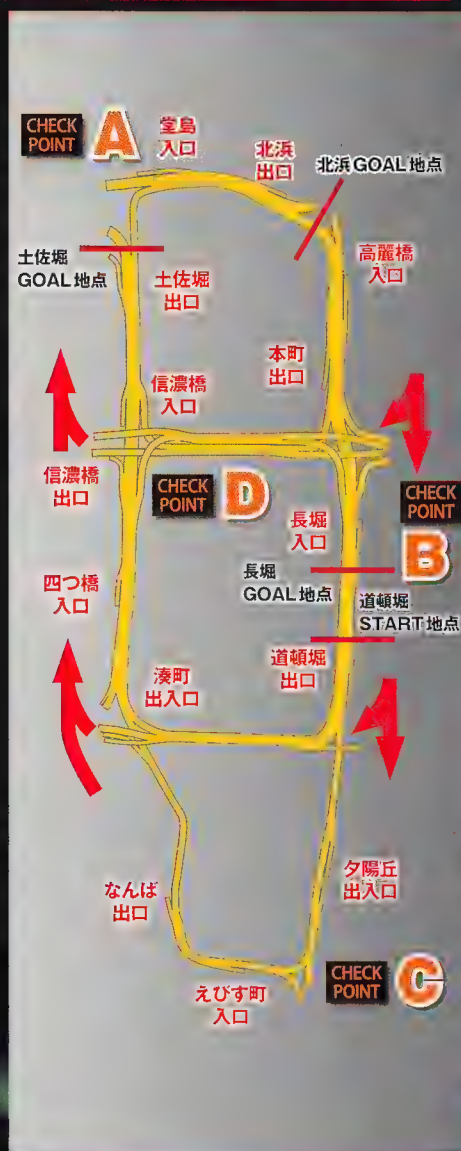 CHECK
POINT
A
堂島
入口
北浜
出口
北浜GOAL地点
土佐堀
GOAL地点
土佐堀
出口
高麗橋
入口
本町
出口
信濃橋
入口
信濃橋
出口
CHECK
POINT
D
CHECK
POINT
B
長堀
入口
長堀
GOAL地点
四つ橋
入口
道頓堀
START地点
道頓堀
出口
湊町
出入口
なんば
出口
夕陽丘
出入口
CHECK
POINT
C
えびす町
入口